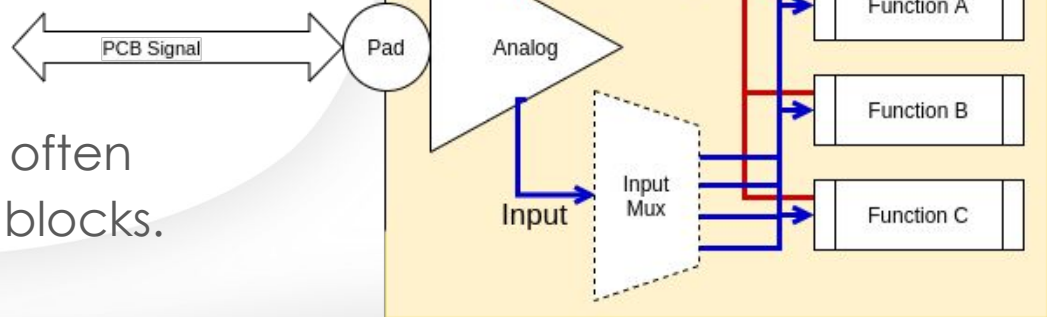 Function A
PCB Signal
Pad
Analog
Function B
often
blocks.
Input
Mux
Input
Function C